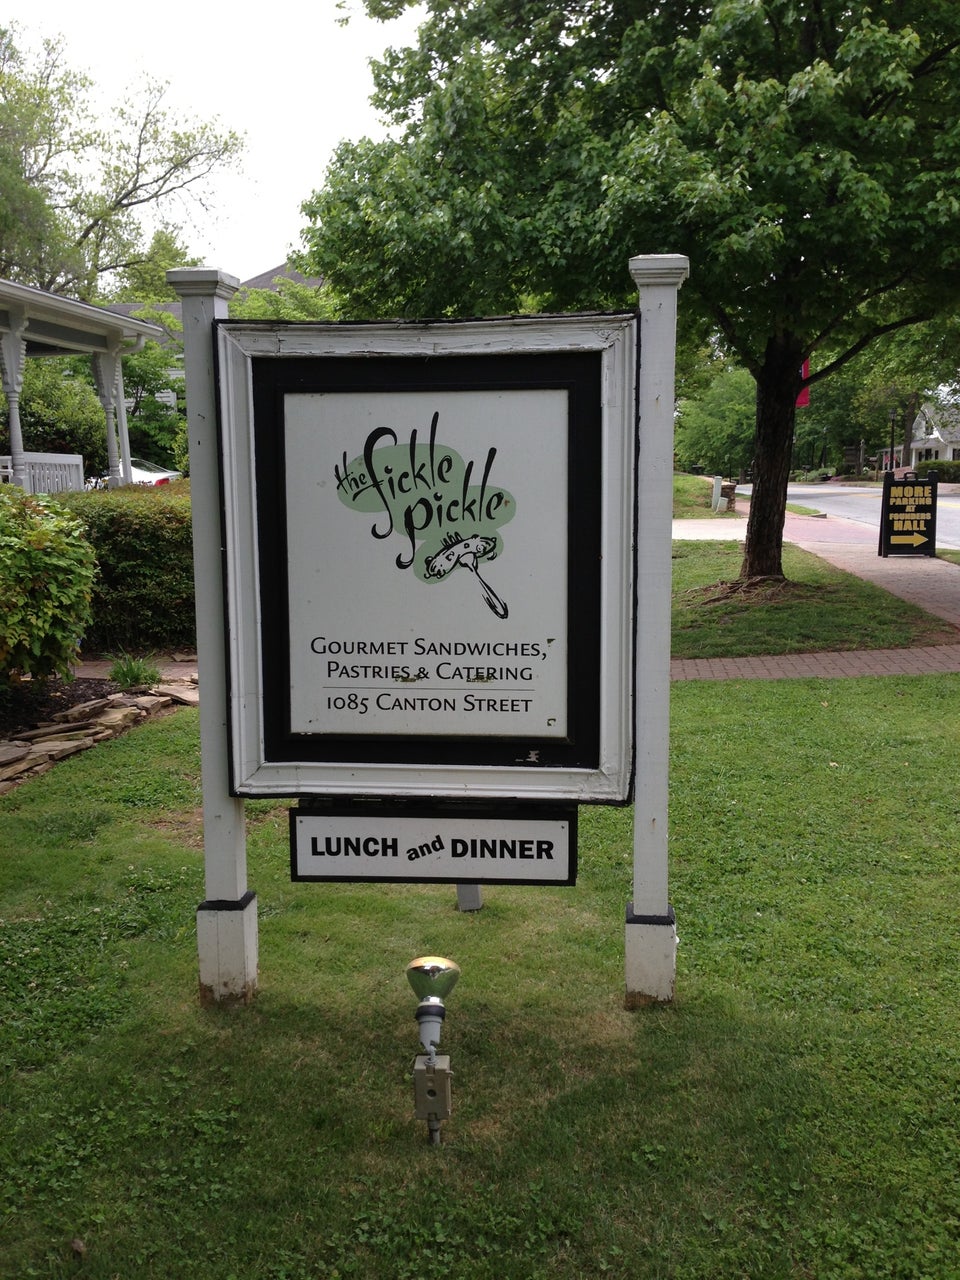 the fickle
pickle
GOURMET SANDWICHES,
PASTRIES & CATERING
1085 CANTON STREET
LUNCH and DINNER
MORE
PARKING
AT
FOUNDERS
HALL